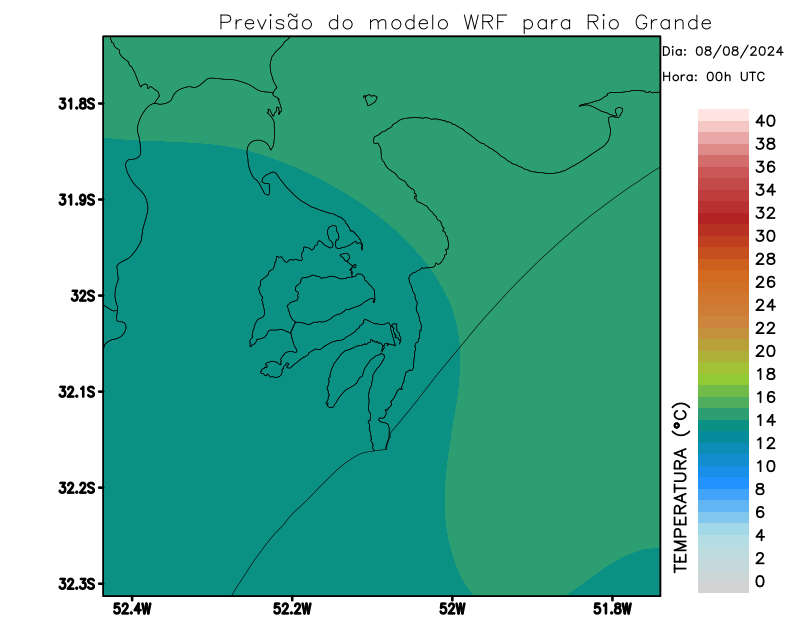 Previsão do modelo WRF para Rio Grande
Dia: 08/08/2024
Hora: 00h UTC
31.8S
31.9S
32S
32.1S
32.2S
32.3S
52.4W
52.2W
52W
51.8W
TEMPERATURA (°C)
40
38
36
34
32
30
28
26
24
22
20
18
16
14
12
10
8
6
4
2
0